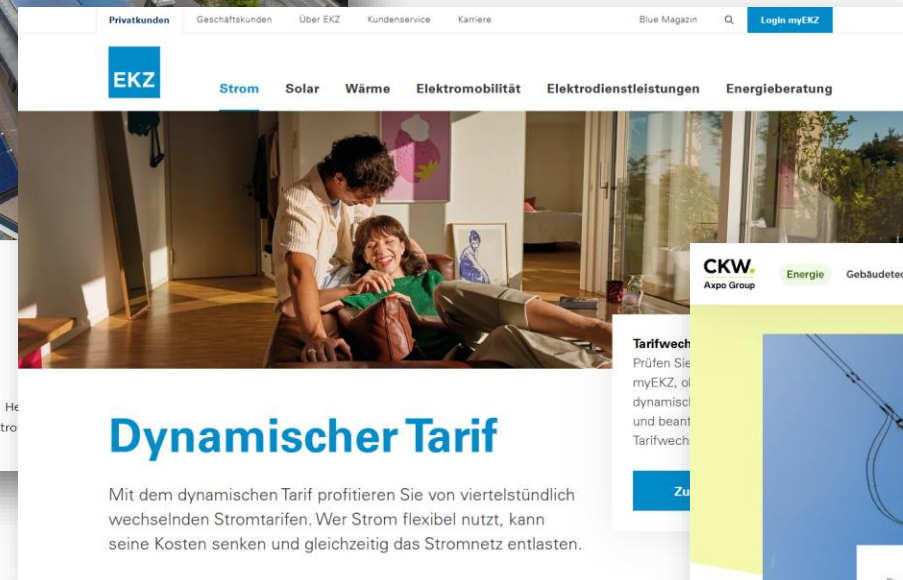 Privatkunden Geschäftskunden Über EKZ Kundenservice Karriere Blue Magazin Login myEKZ
EKZ
Strom Solar Wärme Elektromobilität Elektrodienstleistungen Energieberatung
Dynamischer Tarif
Mit dem dynamischen Tarif profitieren Sie von viertelstündlich
wechselnden Stromtarifen. Wer Strom flexibel nutzt, kann
seine Kosten senken und gleichzeitig das Stromnetz entlasten.
Prüfen Sie
myEKZ,
und
Zu
CKW.
Axpo Group
Energie